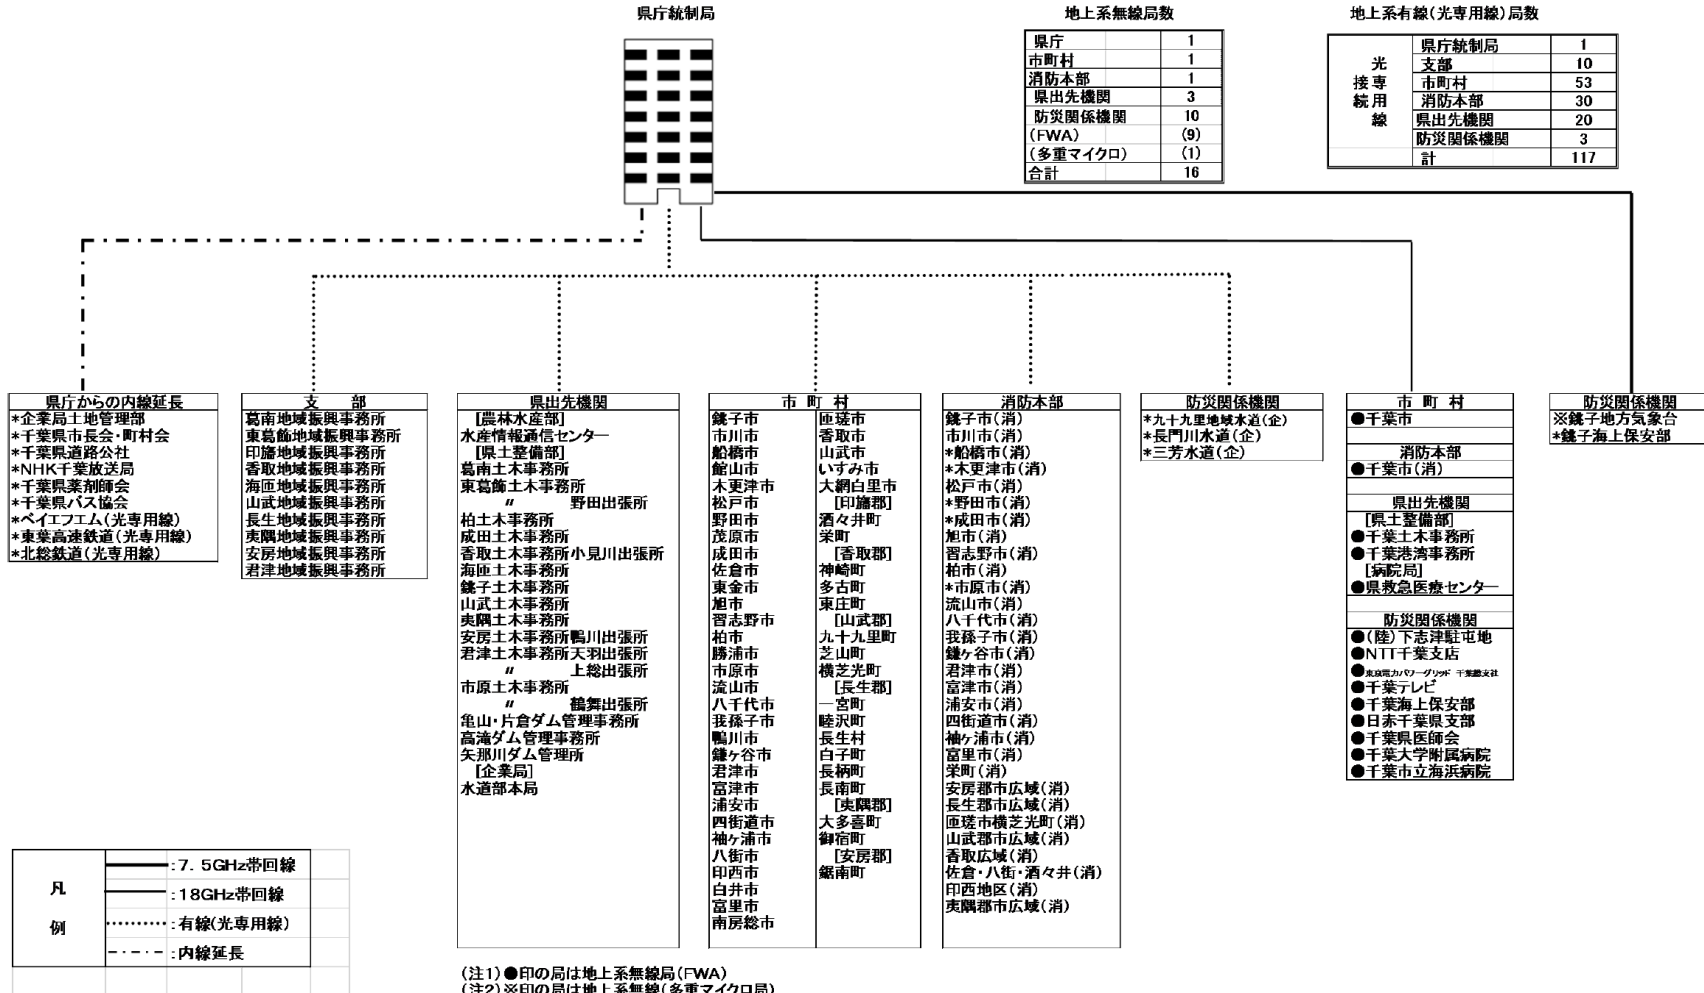 県庁統制局
地上系無線局数
県庁 1
市町村 1
消防本部 1
県出先機関 3
防災関係機関 10
(FWA) (9)
(多重マイクロ) (1)
合計 16
地上系有線(光専用線)局数
光専用線接続
県庁統制局 1
支部 10
市町村 53
消防本部 30
県出先機関 20
防災関係機関 3
計 117
県庁からの内線延長
*企業局土地管理部
*千葉県市長会・町村会
*千葉県道路公社
*NHK千葉放送局
*千葉県薬剤師会
*千葉県バス協会
*ベイエフエム(光専用線)
*東葉高速鉄道(光専用線)
*北総鉄道(光専用線)
支 部
葛南地域振興事務所
東葛飾地域振興事務所
印旛地域振興事務所
香取地域振興事務所
海匝地域振興事務所
山武地域振興事務所
長生地域振興事務所
夷隅地域振興事務所
安房地域振興事務所
君津地域振興事務所
県出先機関
[農林水産部]
水産情報通信センター
[県土整備部]
葛南土木事務所
東葛飾土木事務所
〃 野田出張所
柏土木事務所
成田土木事務所
香取土木事務所小見川出張所
海匝土木事務所
銚子土木事務所
山武土木事務所
夷隅土木事務所
安房土木事務所鴨川出張所
君津土木事務所天羽出張所
〃 上総出張所
市原土木事務所
〃 鶴舞出張所
亀山・片倉ダム管理事務所
高滝ダム管理事務所
矢那川ダム管理所
[企業局]
水道部本局
市 町 村
銚子市
市川市
船橋市
館山市
木更津市
松戸市
野田市
茂原市
成田市
佐倉市
東金市
旭市
習志野市
柏市
勝浦市
市原市
流山市
八千代市
我孫子市
鴨川市
鎌ケ谷市
君津市
富津市
浦安市
四街道市
袖ケ浦市
八街市
印西市
白井市
富里市
南房総市
匝瑳市
香取市
山武市
いすみ市
大網白里市
[印旛郡]
酒々井町
栄町
[香取郡]
神崎町
多古町
東庄町
[山武郡]
九十九里町
芝山町
横芝光町
[長生郡]
一宮町
睦沢町
長生村
白子町
長柄町
長南町
[夷隅郡]
大多喜町
御宿町
[安房郡]
鋸南町
消防本部
銚子市(消)
市川市(消)
*船橋市(消)
*木更津市(消)
松戸市(消)
*野田市(消)
*成田市(消)
旭市(消)
習志野市(消)
柏市(消)
*市原市(消)
流山市(消)
八千代市(消)
我孫子市(消)
鎌ケ谷市(消)
君津市(消)
富津市(消)
浦安市(消)
四街道市(消)
袖ケ浦市(消)
富里市(消)
栄町(消)
安房郡市広域(消)
長生郡市広域(消)
匝瑳市横芝光町(消)
山武郡市広域(消)
香取広域(消)
佐倉・八街・酒々井(消)
印西地区(消)
夷隅郡市広域(消)
防災関係機関
*九十九里地域水道(企)
*長門川水道(企)
*三芳水道(企)
市 町 村
●千葉市
消防本部
●千葉市(消)
県出先機関
[県土整備部]
●千葉土木事務所
●千葉港湾事務所
[病院局]
●県救急医療センター
防災関係機関
●(陸)下志津駐屯地
●NTT千葉支店
●東京電力パワーグリッド 千葉総支社
●千葉テレビ
●千葉海上保安部
●日赤千葉県支部
●千葉県医師会
●千葉大学附属病院
●千葉市立海浜病院
防災関係機関
※銚子地方気象台
*銚子海上保安部
凡例
:7.5GHz帯回線
:18GHz帯回線
:有線(光専用線)
:内線延長
(注1)●印の局は地上系無線局(FWA)
(注2)※印の局は地上系無線(多重マイクロ局)